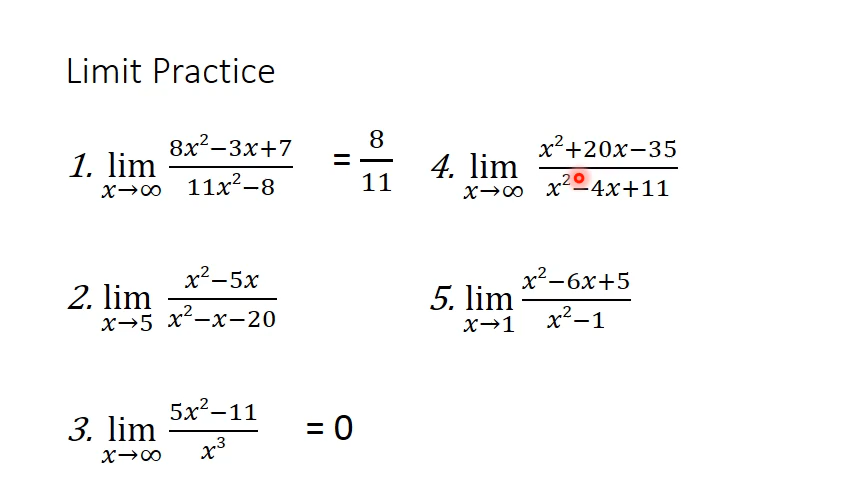 Limit Practice
1. lim x→∞ (8x²−3x+7)/(11x²−8) = 8/11
2. lim x→5 (x²−5x)/(x²−x−20)
3. lim x→∞ (5x²−11)/x³ = 0
4. lim x→∞ (x²+20x−35)/(x²−4x+11)
5. lim x→1 (x²−6x+5)/(x²−1)